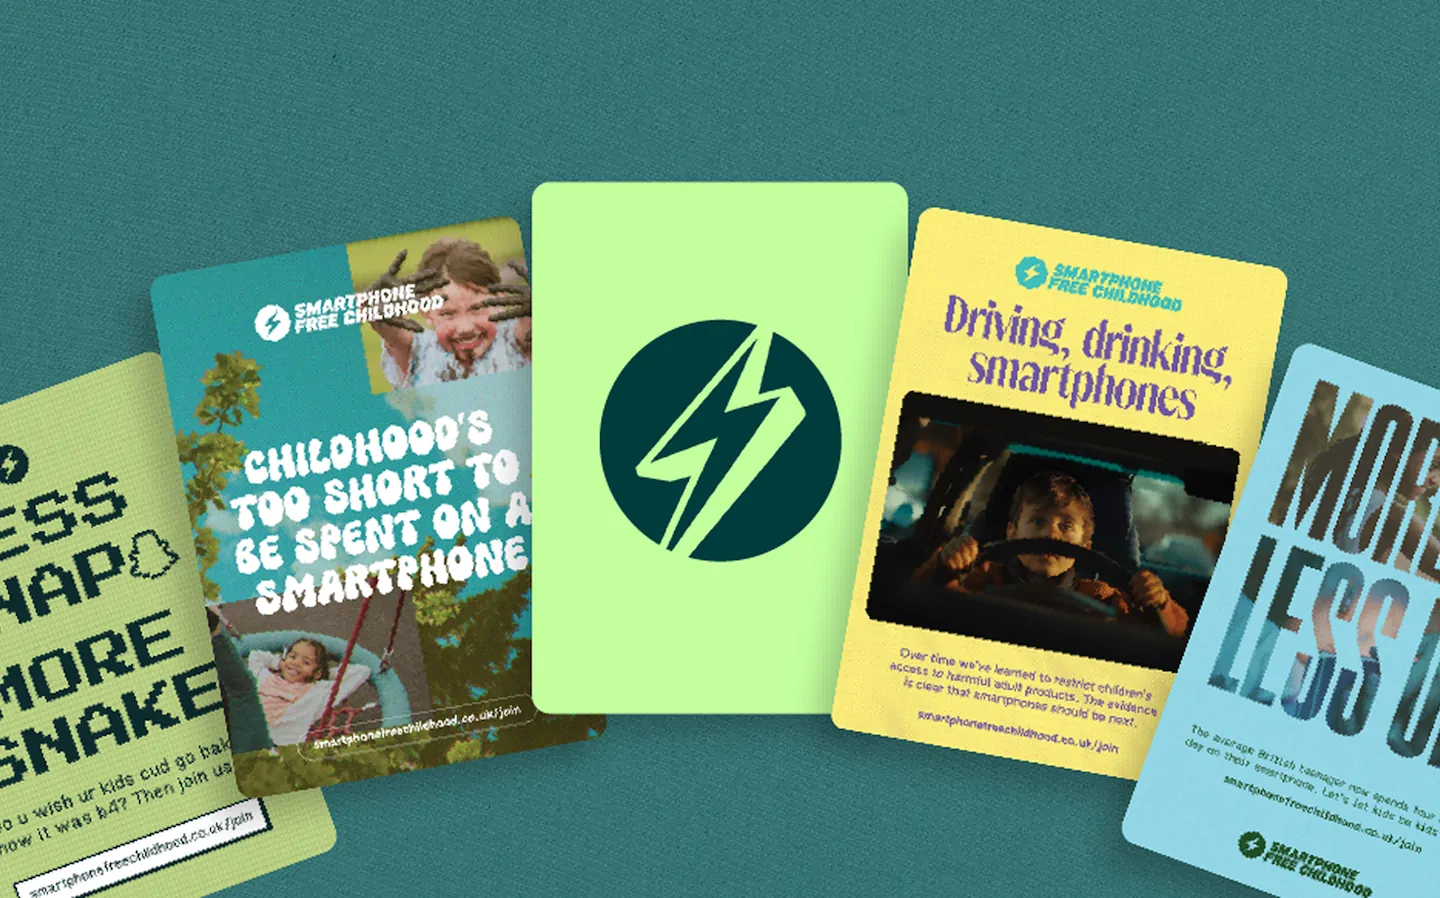 ESS
NAP
MORE
SNAKE
u wish ur kids cud go bak
how it was b4? Then join us
smartphonefreechildhood.co.uk/join
SMARTPHONE
FREE CHILDHOOD
CHILDHOOD'S
TOO SHORT TO
BE SPENT ON A
SMARTPHONE
smartphonefreechildhood.co.uk/join
SMARTPHONE
FREE CHILDHOOD
Driving, drinking,
smartphones
Over time we've learned to restrict children's
access to harmful adult products. The evidence
is clear that smartphones should be next.
smartphonefreechildhood.co.uk/join
MORE
LESS
The average British teenager now spends four
day on their smartphone. Let's let kids be kids
smartphonefreechildhood.co.uk/join
SMARTPHONE
FREE CHILDHOOD